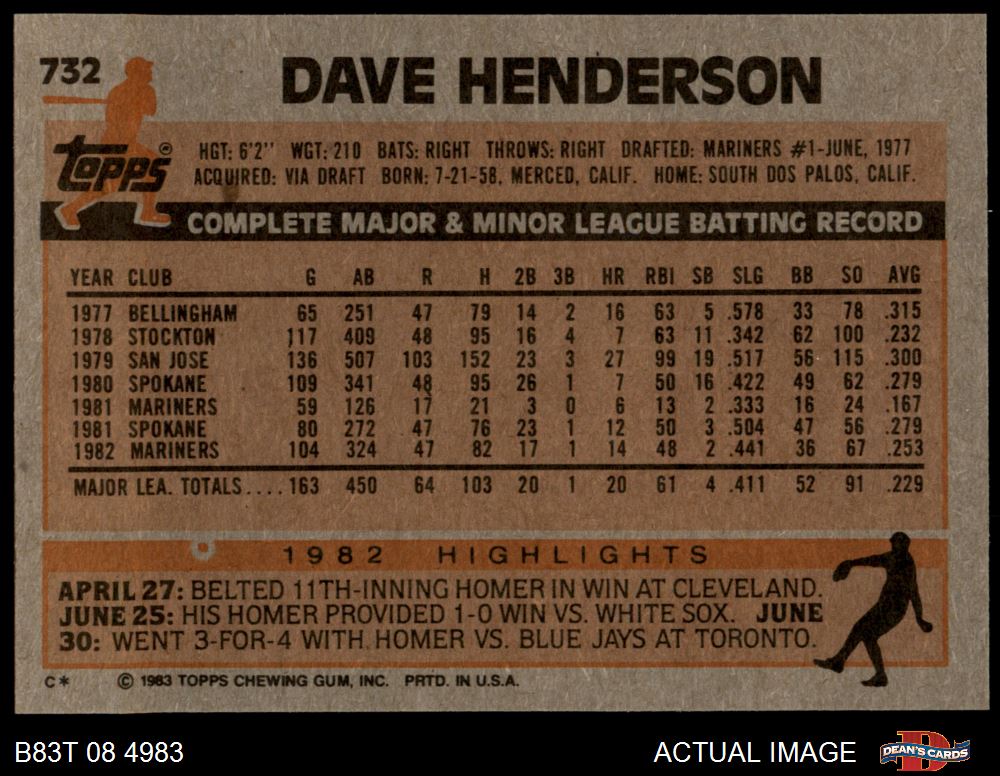 732
DAVE HENDERSON
Topps®
HGT: 6'2" WGT: 210 BATS: RIGHT THROWS: RIGHT DRAFTED: MARINERS #1-JUNE, 1977
ACQUIRED: VIA DRAFT BORN: 7-21-58, MERCED, CALIF. HOME: SOUTH DOS PALOS, CALIF.
COMPLETE MAJOR & MINOR LEAGUE BATTING RECORD
YEAR CLUB G AB R H 2B 3B HR RBI SB SLG BB SO AVG
1977 BELLINGHAM 65 251 47 79 14 2 16 63 5 .578 33 78 .315
1978 STOCKTON 117 409 48 95 16 4 7 63 11 .342 62 100 .232
1979 SAN JOSE 136 507 103 152 23 3 27 99 19 .517 56 115 .300
1980 SPOKANE 109 341 48 95 26 1 7 50 16 .422 49 62 .279
1981 MARINERS 59 126 17 21 3 0 6 13 2 .333 16 24 .167
1981 SPOKANE 80 272 47 76 23 1 12 50 3 .504 47 56 .279
1982 MARINERS 104 324 47 82 17 1 14 48 2 .441 36 67 .253
MAJOR LEA. TOTALS.... 163 450 64 103 20 1 20 61 4 .411 52 91 .229
1982 HIGHLIGHTS
APRIL 27: BELTED 11TH-INNING HOMER IN WIN AT CLEVELAND.
JUNE 25: HIS HOMER PROVIDED 1-0 WIN VS. WHITE SOX. JUNE
30: WENT 3-FOR-4 WITH HOMER VS. BLUE JAYS AT TORONTO.
C* © 1983 TOPPS CHEWING GUM, INC. PRTD. IN U.S.A.
B83T 08 4983 ACTUAL IMAGE D DEAN'S CARDS